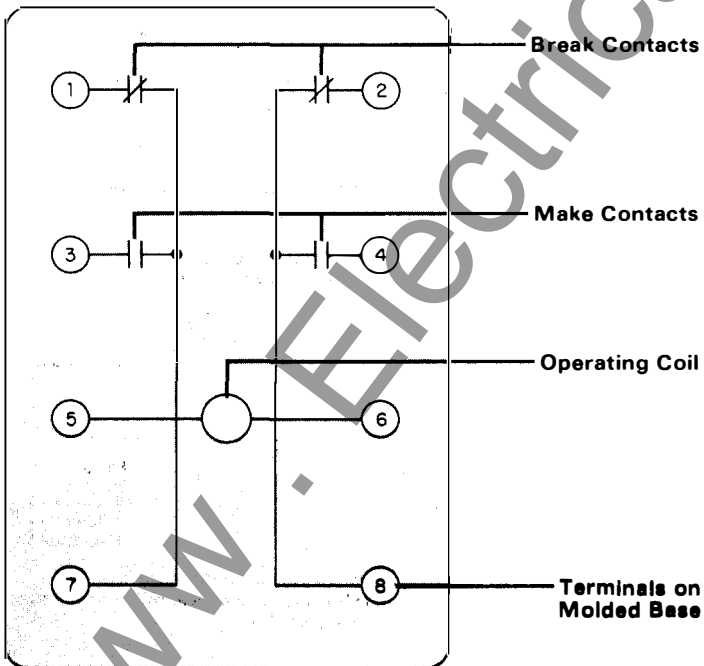 Break Contacts
1
2
Make Contacts
3
4
Operating Coil
5
6
7
8
Terminals on
Molded Base
www . Electric